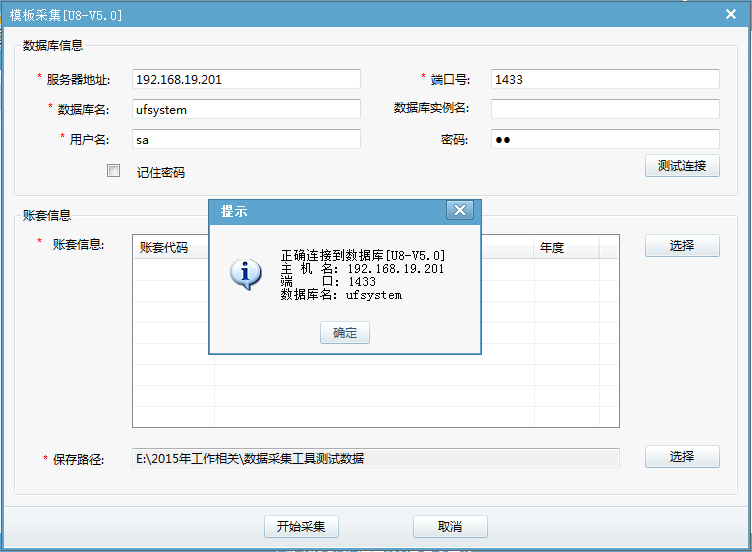 模板采集[U8-V5.0]
数据库信息
* 服务器地址: 192.168.19.201 * 端口号: 1433
* 数据库名: ufsystem 数据库实例名:
* 用户名: sa 密码: ●●
记住密码 测试连接
账套信息
* 账套信息: 账套代码 年度 选择
提示
正确连接到数据库[U8-V5.0]
主 机 名: 192.168.19.201
端 口: 1433
数据库名: ufsystem
确定
* 保存路径: E:\2015年工作相关\数据采集工具测试数据 选择
开始采集 取消